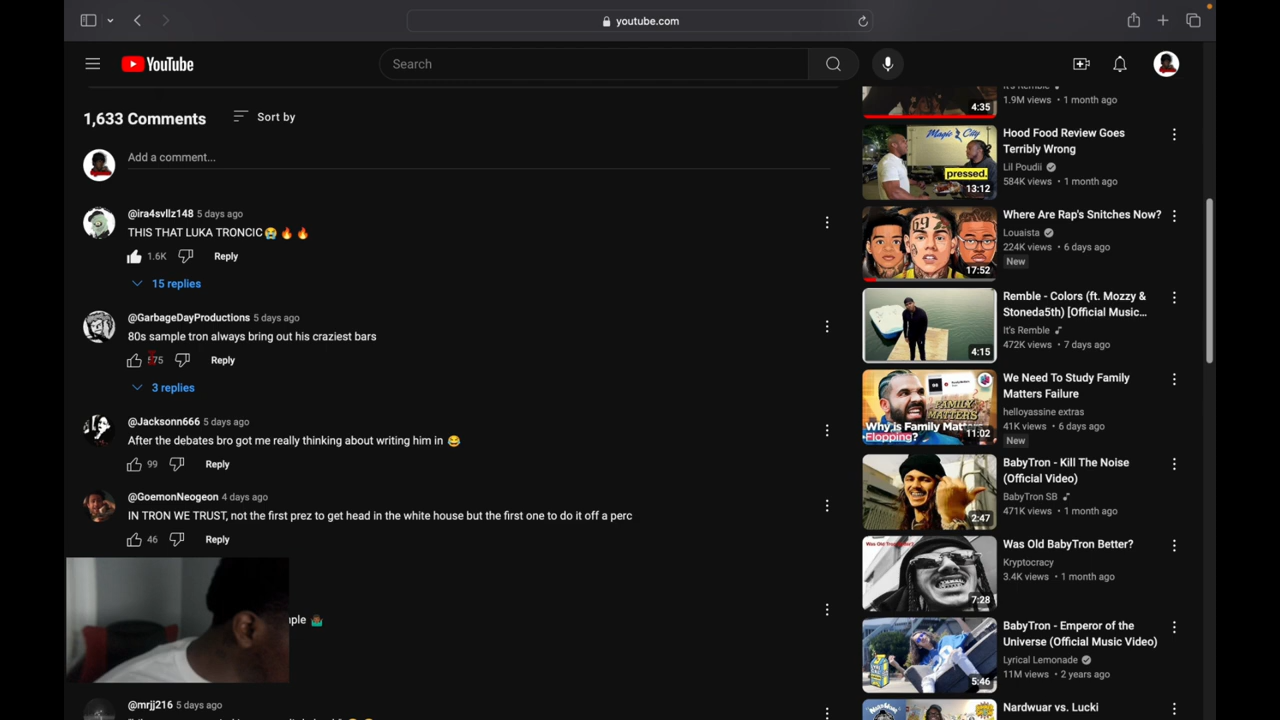 youtube.com
YouTube
Search
1,633 Comments
Sort by
Add a comment...
@ira4svllz148 5 days ago
THIS THAT LUKA TRONCIC😭🔥🔥
1.6K Reply
15 replies
@GarbageDayProductions 5 days ago
80s sample tron always bring out his craziest bars
Reply
3 replies
@Jacksonn666 5 days ago
After the debates bro got me really thinking about writing him in 😂
99 Reply
@GoemonNeogeon 4 days ago
IN TRON WE TRUST, not the first prez to get head in the white house but the first one to do it off a perc
46 Reply
@mrjj216 5 days ago
4:35
It's Remble
1.9M views • 1 month ago
Magic City
pressed.
13:12
Hood Food Review Goes
Terribly Wrong
Lil Poudii
584K views • 1 month ago
69
17:52
Where Are Rap's Snitches Now?
Louaista
224K views • 6 days ago
New
4:15
Remble - Colors (ft. Mozzy &
Stoneda5th) [Official Music...
It's Remble
472K views • 7 days ago
FAMILY
MATTERS
Why is Family Mat
Flopping?
11:02
We Need To Study Family
Matters Failure
helloyassine extras
41K views • 6 days ago
New
2:47
BabyTron - Kill The Noise
(Official Video)
BabyTron SB
471K views • 1 month ago
7:28
Was Old BabyTron Better?
Kryptocracy
3.4K views • 1 month ago
5:46
BabyTron - Emperor of the
Universe (Official Music Video)
Lyrical Lemonade
11M views • 2 years ago
Nardwuar vs. Lucki